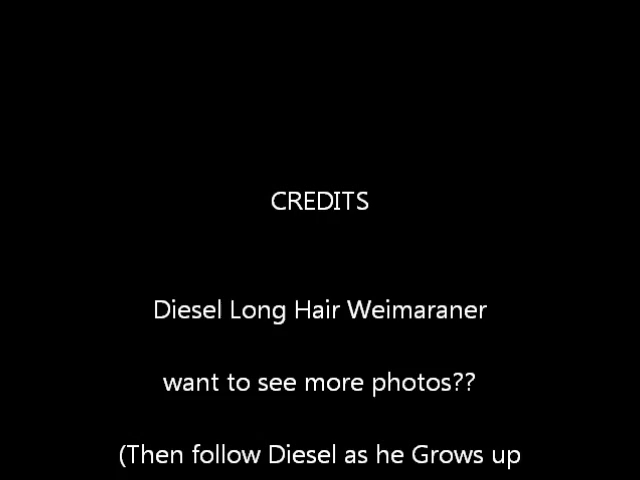 CREDITS
Diesel Long Hair Weimaraner
want to see more photos??
(Then follow Diesel as he Grows up